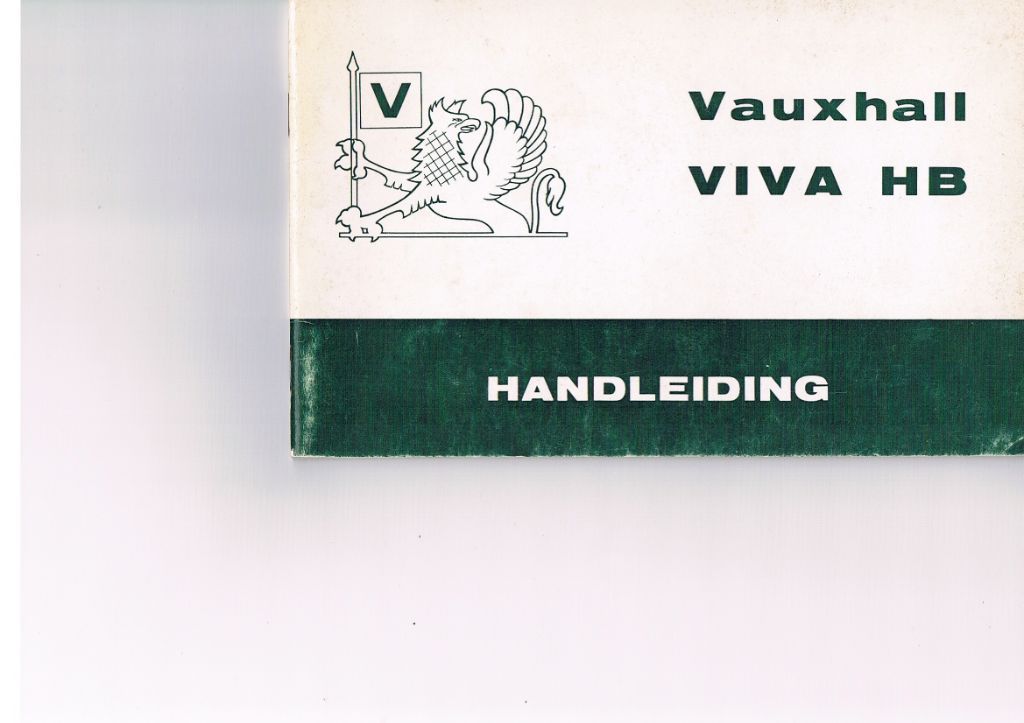 V
Vauxhall
VIVA HB
HANDLEIDING